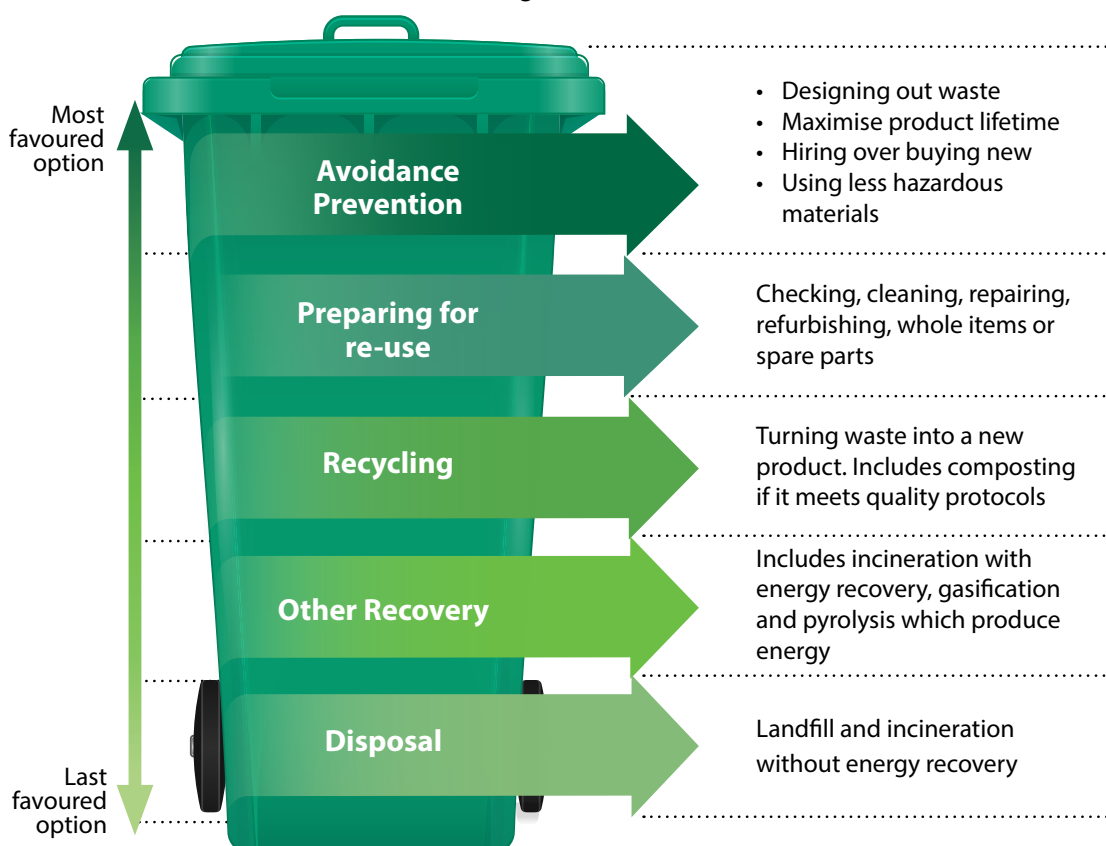 Most
favoured
option
Avoidance
Prevention
• Designing out waste
• Maximise product lifetime
• Hiring over buying new
• Using less hazardous
materials
Preparing for
re-use
Checking, cleaning, repairing,
refurbishing, whole items or
spare parts
Recycling
Turning waste into a new
product. Includes composting
if it meets quality protocols
Other Recovery
Includes incineration with
energy recovery, gasification
and pyrolysis which produce
energy
Disposal
Landfill and incineration
without energy recovery
Last
favoured
option